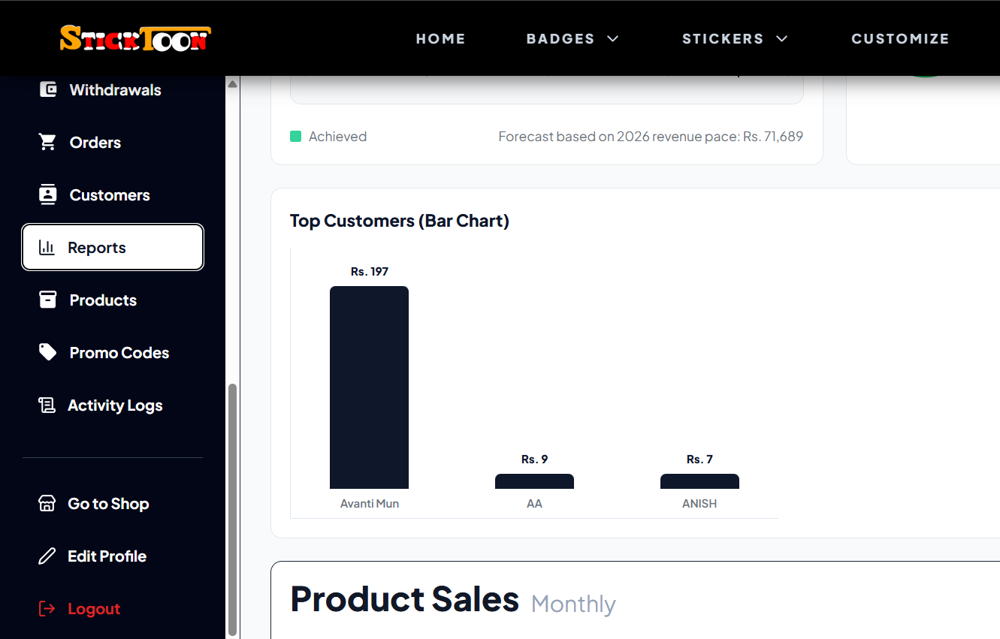 STICKTOON
HOME
BADGES
STICKERS
CUSTOMIZE
Withdrawals
Orders
Customers
Reports
Products
Promo Codes
Activity Logs
Go to Shop
Edit Profile
Logout
Achieved
Forecast based on 2026 revenue pace: Rs. 71,689
Top Customers (Bar Chart)
Rs. 197
Rs. 9
Rs. 7
Avanti Mun
AA
ANISH
Product Sales Monthly